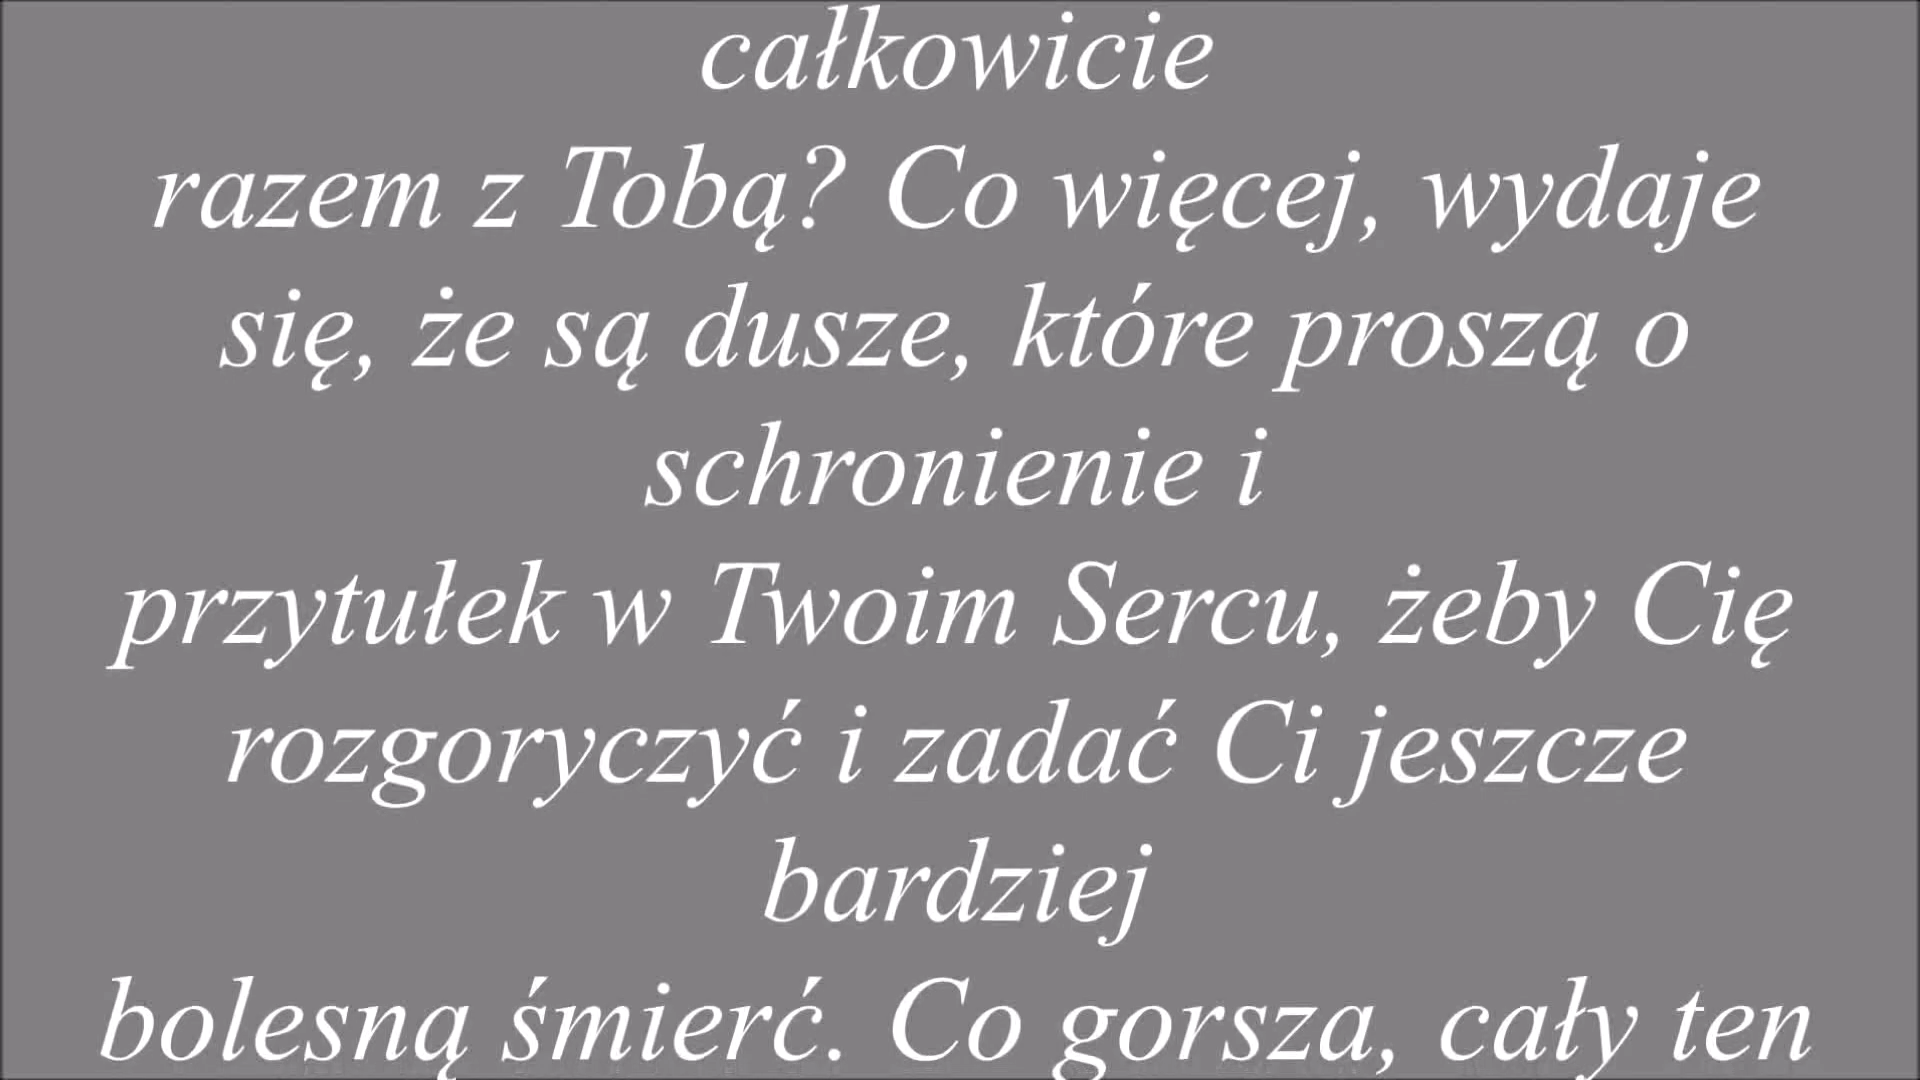 całkowicie
razem z Tobą? Co więcej, wydaje
się, że są dusze, które proszą o
schronienie i
przytułek w Twoim Sercu, żeby Cię
rozgoryczyć i zadać Ci jeszcze
bardziej
bolesną śmierć. Co gorsza, cały ten